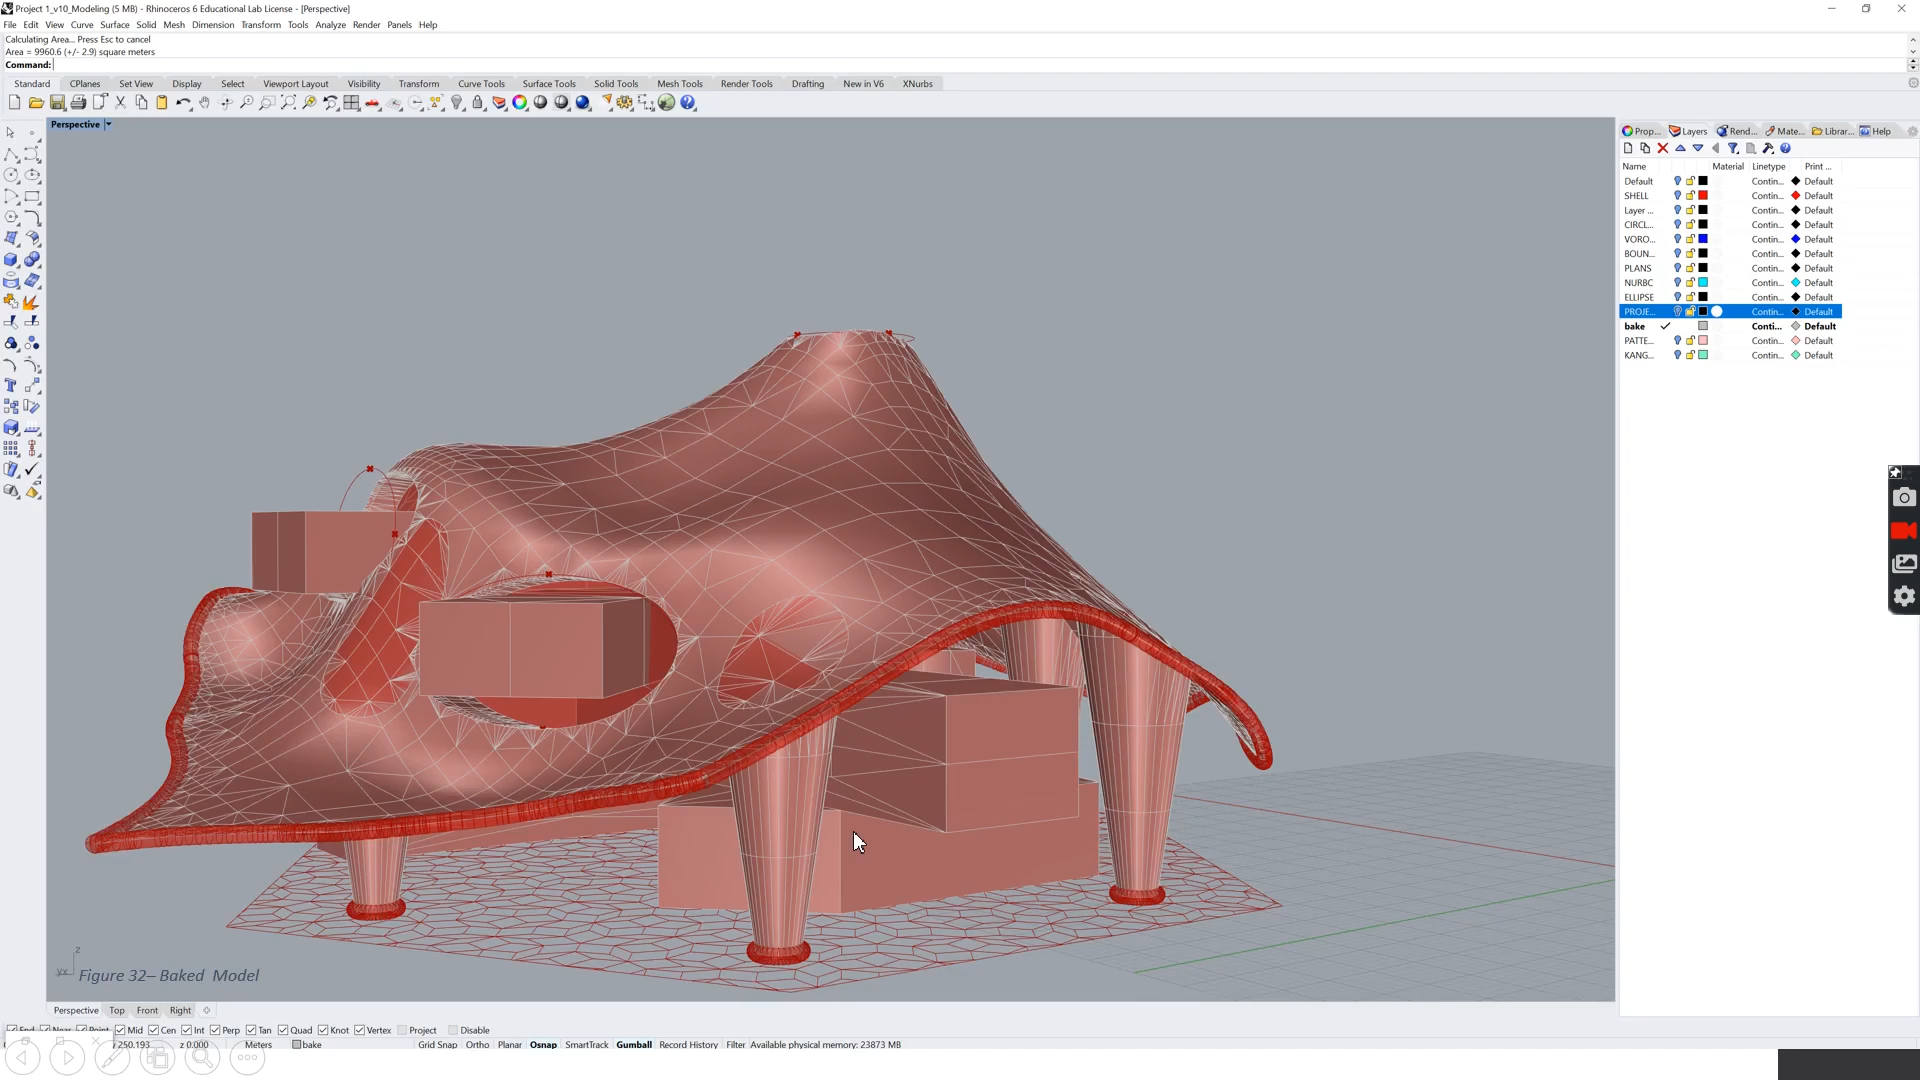 Project 1_v10_Modeling (5 MB) - Rhinoceros 6 Educational Lab License - [Perspective]
File Edit View Curve Surface Solid Mesh Dimension Transform Tools Analyze Render Panels Help
Calculating Area... Press Esc to cancel
Area = 9960.6 (+/- 2.9) square meters
Command:
Standard CPlanes Set View Display Select Viewport Layout Visibility Transform Curve Tools Surface Tools Solid Tools Mesh Tools Render Tools Drafting New in V6 XNurbs
Perspective
Prop... Layers Rend... Mate... Librar... Help
Name Material Linetype Print ...
Default Contin... Default
SHELL Contin... Default
Layer ... Contin... Default
CIRCL... Contin... Default
VORO... Contin... Default
BOUN... Contin... Default
PLANS Contin... Default
NURBC Contin... Default
ELLIPSE Contin... Default
PROJE... Contin... Default
bake Conti... Default
PATTE... Contin... Default
KANG... Contin... Default
z
yx
Figure 32– Baked Model
Perspective Top Front Right
End Near Point Mid Cen Int Perp Tan Quad Knot Vertex Project Disable
250.193 z 0.000 Meters bake Grid Snap Ortho Planar Osnap SmartTrack Gumball Record History Filter Available physical memory: 23873 MB